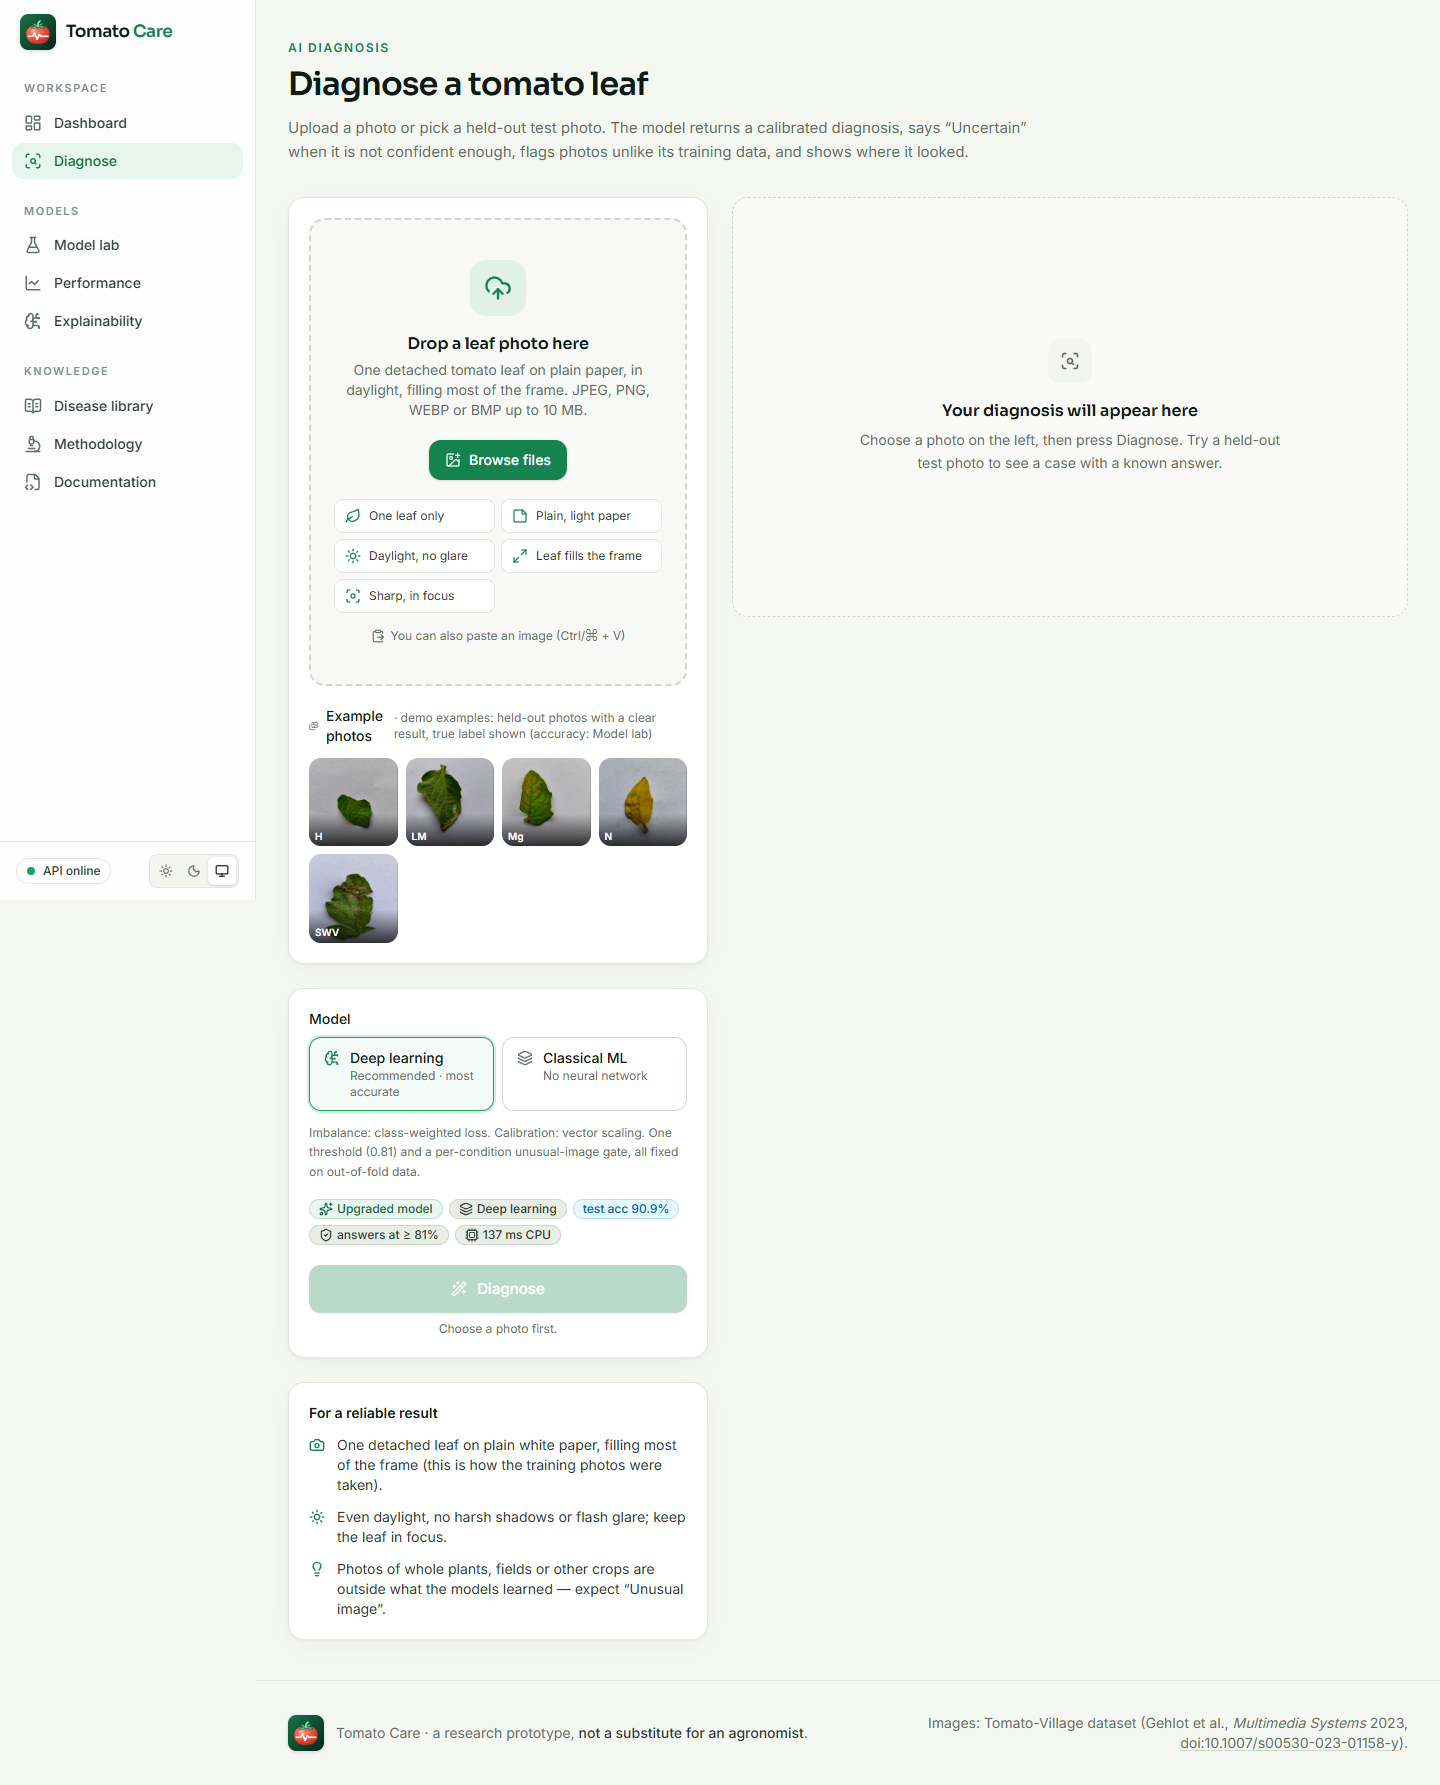 Tomato Care
WORKSPACE
Dashboard
Diagnose
MODELS
Model lab
Performance
Explainability
KNOWLEDGE
Disease library
Methodology
Documentation
API online
AI DIAGNOSIS
Diagnose a tomato leaf
Upload a photo or pick a held-out test photo. The model returns a calibrated diagnosis, says “Uncertain”
when it is not confident enough, flags photos unlike its training data, and shows where it looked.
Drop a leaf photo here
One detached tomato leaf on plain paper, in
daylight, filling most of the frame. JPEG, PNG,
WEBP or BMP up to 10 MB.
Browse files
One leaf only
Plain, light paper
Daylight, no glare
Leaf fills the frame
Sharp, in focus
You can also paste an image (Ctrl/⌘ + V)
Example
photos
· demo examples: held-out photos with a clear
result, true label shown (accuracy: Model lab)
H
LM
Mg
N
SWV
Model
Deep learning
Recommended · most
accurate
Classical ML
No neural network
Imbalance: class-weighted loss. Calibration: vector scaling. One
threshold (0.81) and a per-condition unusual-image gate, all fixed
on out-of-fold data.
Upgraded model
Deep learning
test acc 90.9%
answers at ≥ 81%
137 ms CPU
Diagnose
Choose a photo first.
For a reliable result
One detached leaf on plain white paper, filling most
of the frame (this is how the training photos were
taken).
Even daylight, no harsh shadows or flash glare; keep
the leaf in focus.
Photos of whole plants, fields or other crops are
outside what the models learned — expect “Unusual
image”.
Your diagnosis will appear here
Choose a photo on the left, then press Diagnose. Try a held-out
test photo to see a case with a known answer.
Tomato Care · a research prototype, not a substitute for an agronomist.
Images: Tomato-Village dataset (Gehlot et al., Multimedia Systems 2023,
doi:10.1007/s00530-023-01158-y).